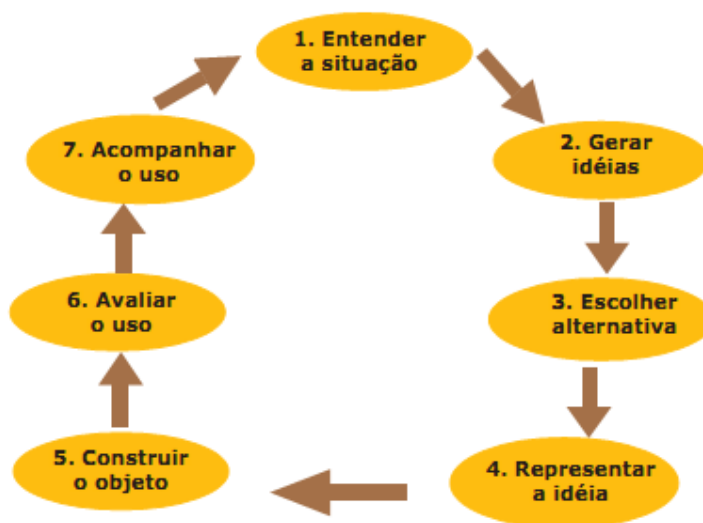 1. Entender
a situação
2. Gerar
idéias
3. Escolher
alternativa
4. Representar
a idéia
5. Construir
o objeto
6. Avaliar
o uso
7. Acompanhar
o uso